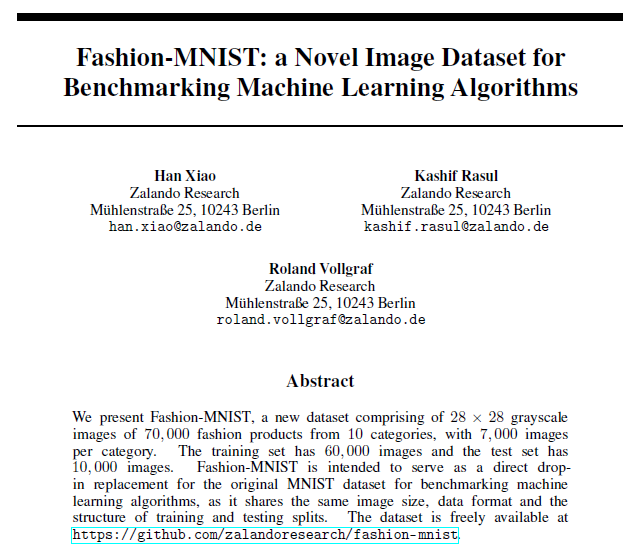 Fashion-MNIST: a Novel Image Dataset for
Benchmarking Machine Learning Algorithms
Han Xiao
Zalando Research
Mühlenstraße 25, 10243 Berlin
han.xiao@zalando.de
Kashif Rasul
Zalando Research
Mühlenstraße 25, 10243 Berlin
kashif.rasul@zalando.de
Roland Vollgraf
Zalando Research
Mühlenstraße 25, 10243 Berlin
roland.vollgraf@zalando.de
Abstract
We present Fashion-MNIST, a new dataset comprising of 28 × 28 grayscale
images of 70,000 fashion products from 10 categories, with 7,000 images
per category. The training set has 60,000 images and the test set has
10,000 images. Fashion-MNIST is intended to serve as a direct drop-
in replacement for the original MNIST dataset for benchmarking machine
learning algorithms, as it shares the same image size, data format and the
structure of training and testing splits. The dataset is freely available at
https://github.com/zalandoresearch/fashion-mnist.